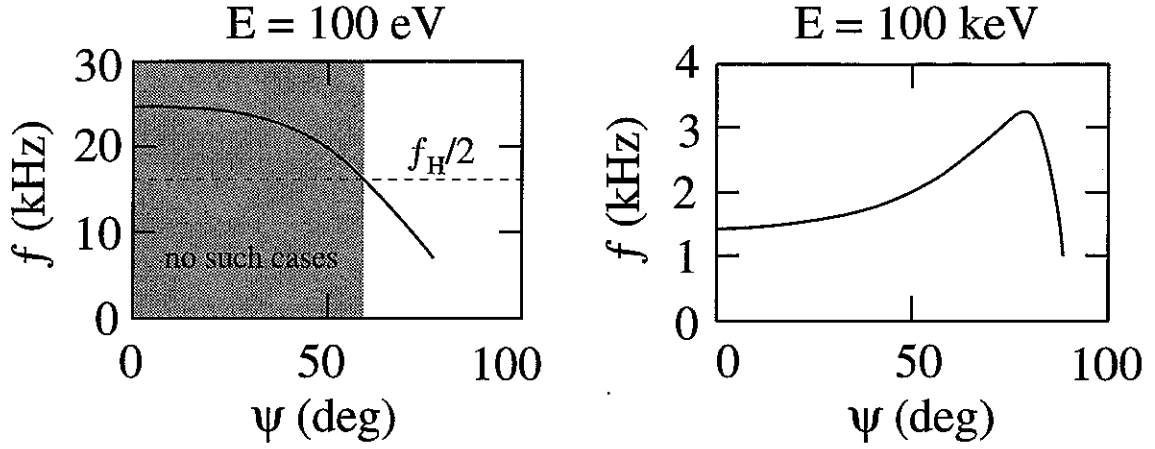 E = 100 eV
30
20
10
0
f (kHz)
f_H/2
no such cases
0 50 100
ψ (deg)
E = 100 keV
4
3
2
1
0
f (kHz)
0 50 100
ψ (deg)